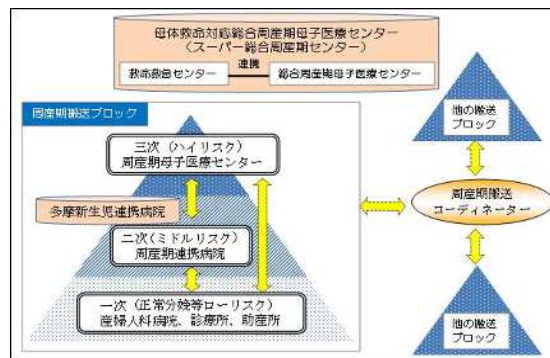 母体救命対応総合周産期母子医療センター
（スーパー総合周産期センター）
連携
救命救急センター
総合周産期母子医療センター
周産期搬送ブロック
三次（ハイリスク）
周産期母子医療センター
多摩新生児連携病院
二次(ミドルリスク)
周産期連携病院
一次（正常分娩等ローリスク）
産婦人科病院、診療所、助産所
他の搬送
ブロック
周産期搬送
コーディネーター
他の搬送
ブロック